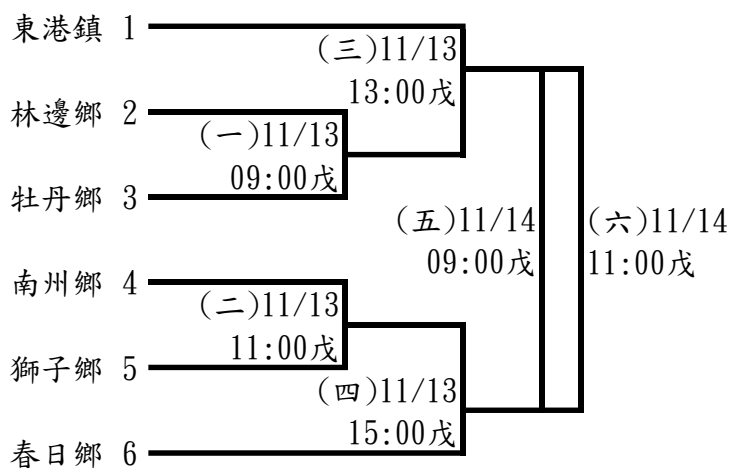 東港鎮 1
(三)11/13
13:00戊
林邊鄉 2
(一)11/13
09:00戊
牡丹鄉 3
(五)11/14
09:00戊
(六)11/14
11:00戊
南州鄉 4
(二)11/13
11:00戊
獅子鄉 5
(四)11/13
15:00戊
春日鄉 6